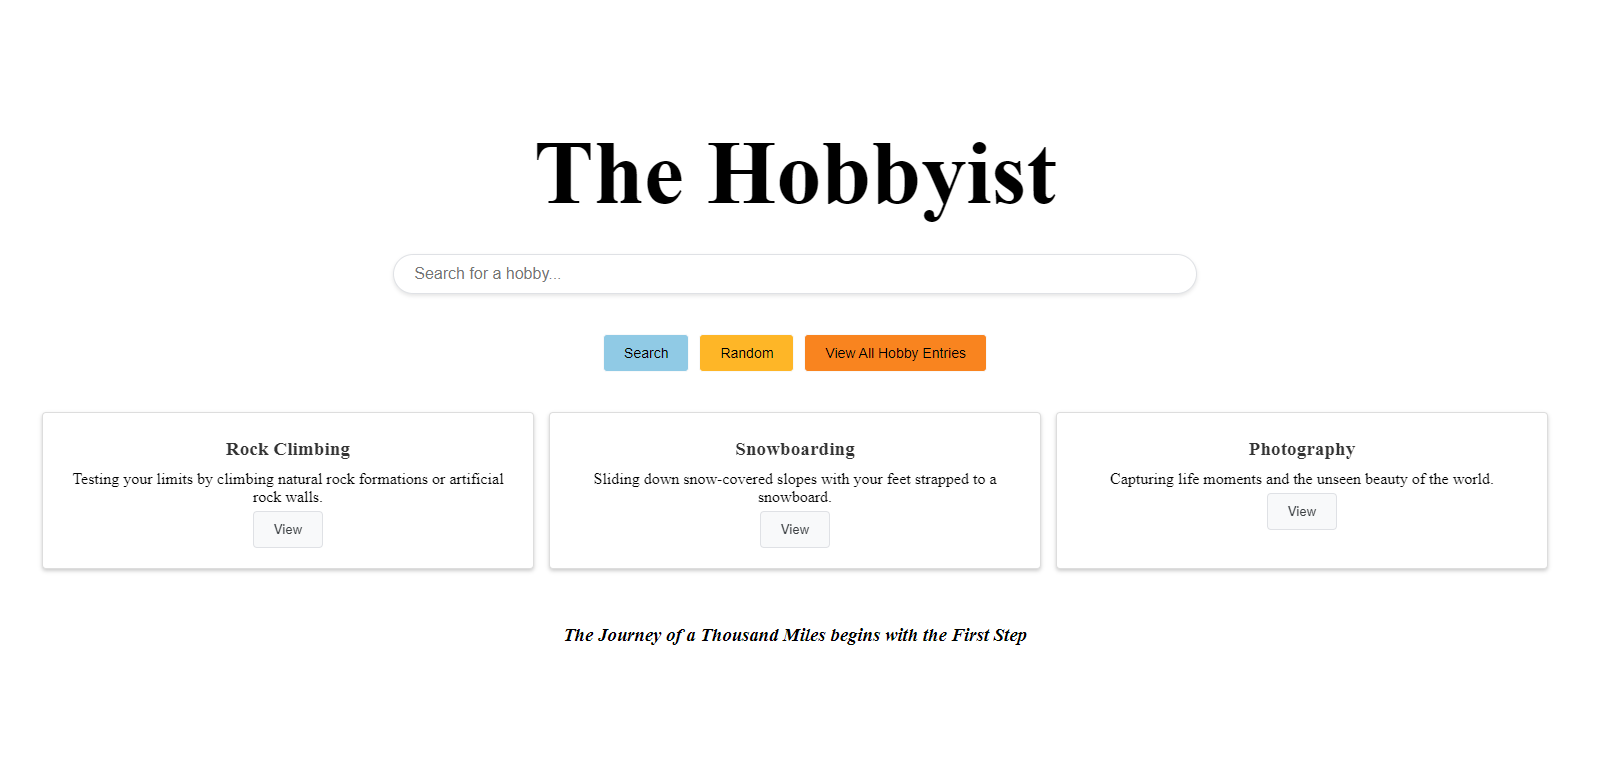 The Hobbyist
Search for a hobby...
Search
Random
View All Hobby Entries
Rock Climbing
Testing your limits by climbing natural rock formations or artificial
rock walls.
View
Snowboarding
Sliding down snow-covered slopes with your feet strapped to a
snowboard.
View
Photography
Capturing life moments and the unseen beauty of the world.
View
The Journey of a Thousand Miles begins with the First Step